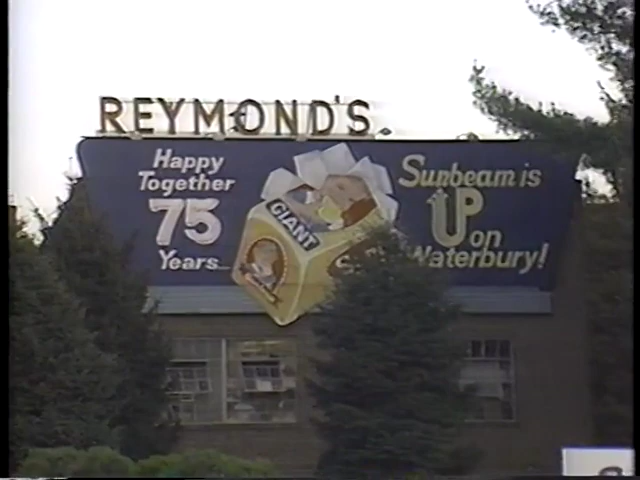 REYMOND'S
Happy
Together
75
Years...
GIANT
Sunbeam is
UP
on
Waterbury!